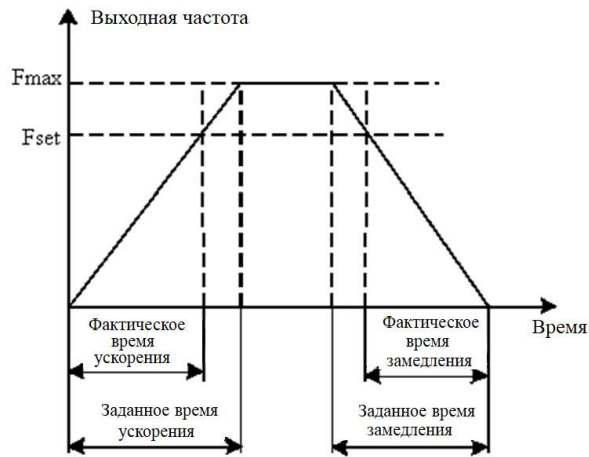 Выходная частота
Fmax
Fset
Время
Фактическое
время
ускорения
Фактическое
время
замедления
Заданное время
ускорения
Заданное время
замедления